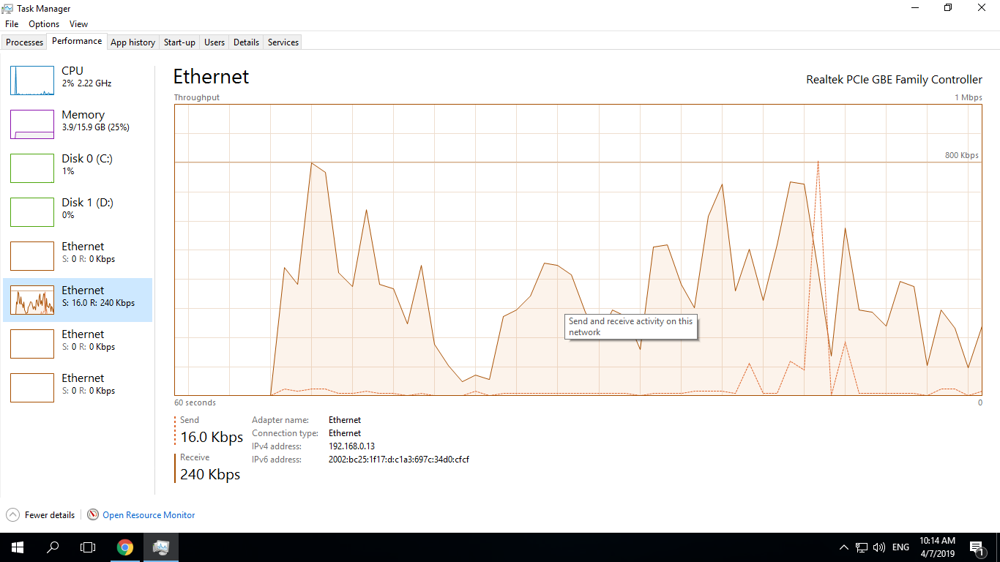 Task Manager
File Options View
Processes Performance App history Start-up Users Details Services
CPU
2% 2.22 GHz
Memory
3.9/15.9 GB (25%)
Disk 0 (C:)
1%
Disk 1 (D:)
0%
Ethernet
S: 0 R: 0 Kbps
Ethernet
S: 16.0 R: 240 Kbps
Ethernet
S: 0 R: 0 Kbps
Ethernet
S: 0 R: 0 Kbps
Ethernet
Realtek PCIe GBE Family Controller
Throughput
1 Mbps
800 Kbps
Send and receive activity on this
network
60 seconds
0
Send
16.0 Kbps
Receive
240 Kbps
Adapter name: Ethernet
Connection type: Ethernet
IPv4 address: 192.168.0.13
IPv6 address: 2002:bc25:1f17:d:c1a3:697c:34d0:cfcf
Fewer details
Open Resource Monitor
ENG
10:14 AM
4/7/2019
1